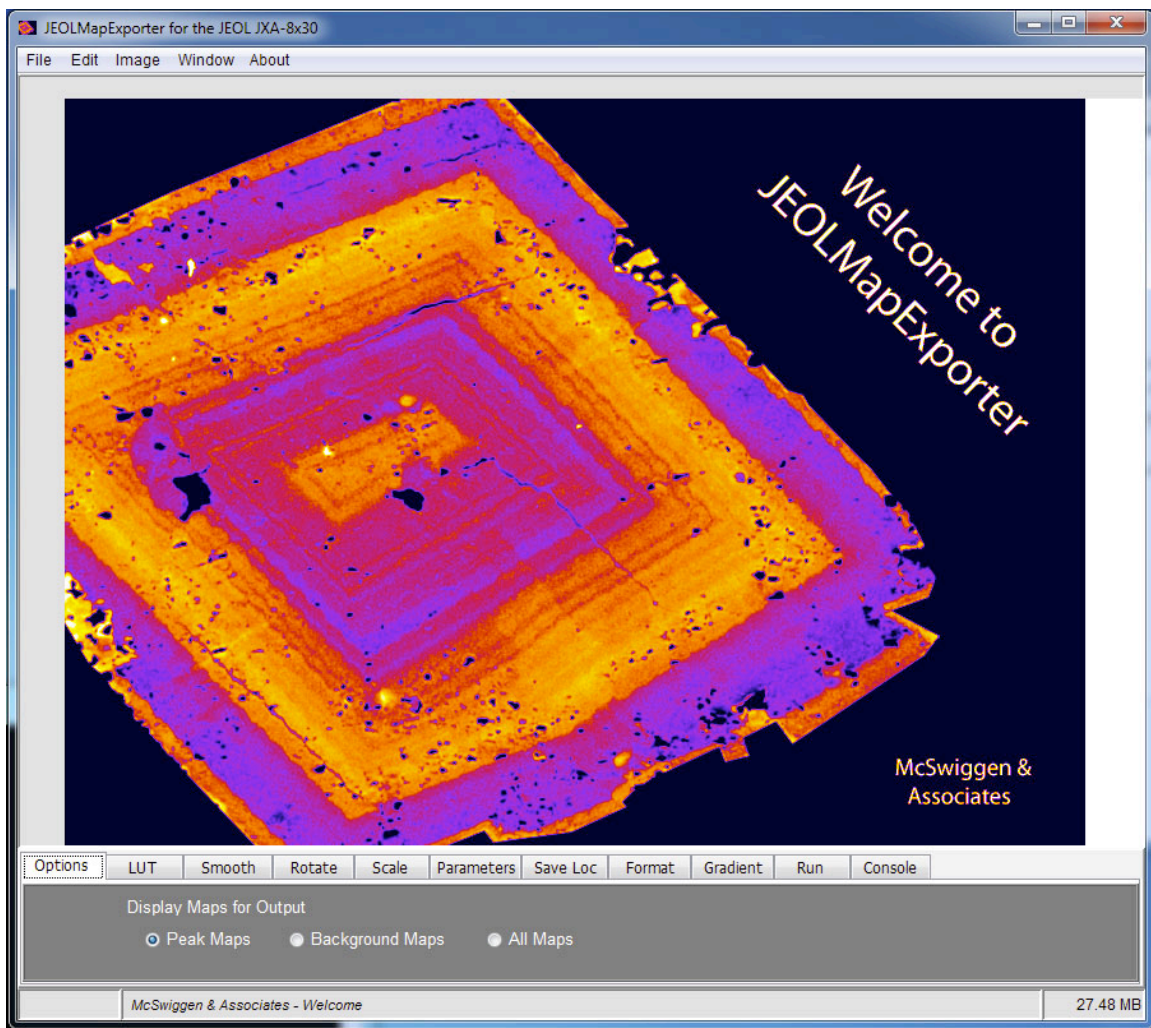 JEOLMapExporter for the JEOL JXA-8x30
File Edit Image Window About
Welcome to
JEOLMapExporter
McSwiggen &
Associates
Options LUT Smooth Rotate Scale Parameters Save Loc Format Gradient Run Console
Display Maps for Output
Peak Maps Background Maps All Maps
McSwiggen & Associates - Welcome 27.48 MB